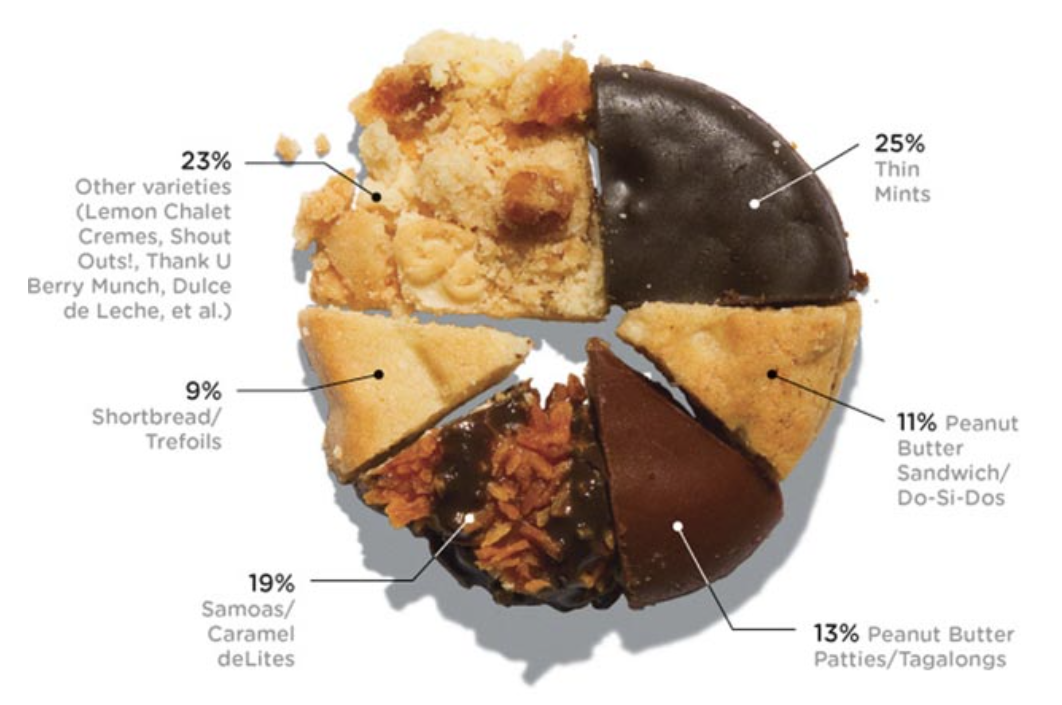 25%
Thin
Mints
11% Peanut
Butter
Sandwich/
Do-Si-Dos
13% Peanut Butter
Patties/Tagalongs
19%
Samoas/
Caramel
deLites
9%
Shortbread/
Trefoils
23%
Other varieties
(Lemon Chalet
Cremes, Shout
Outs!, Thank U
Berry Munch, Dulce
de Leche, et al.)